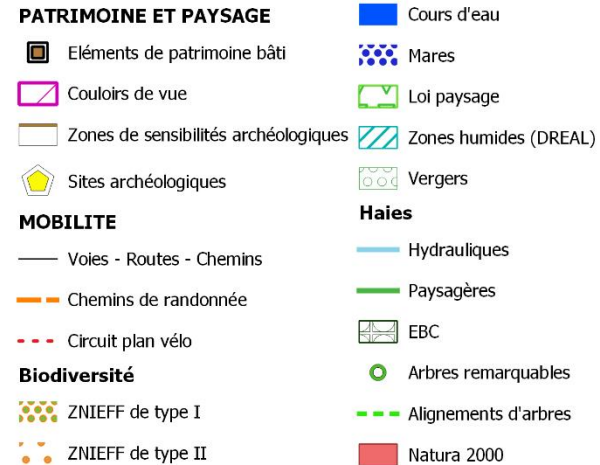 PATRIMOINE ET PAYSAGE
Eléments de patrimoine bâti
Couloirs de vue
Zones de sensibilités archéologiques
Sites archéologiques
MOBILITE
Voies - Routes - Chemins
Chemins de randonnée
Circuit plan vélo
Biodiversité
ZNIEFF de type I
ZNIEFF de type II
Cours d'eau
Mares
Loi paysage
Zones humides (DREAL)
Vergers
Haies
Hydrauliques
Paysagères
EBC
Arbres remarquables
Alignements d'arbres
Natura 2000